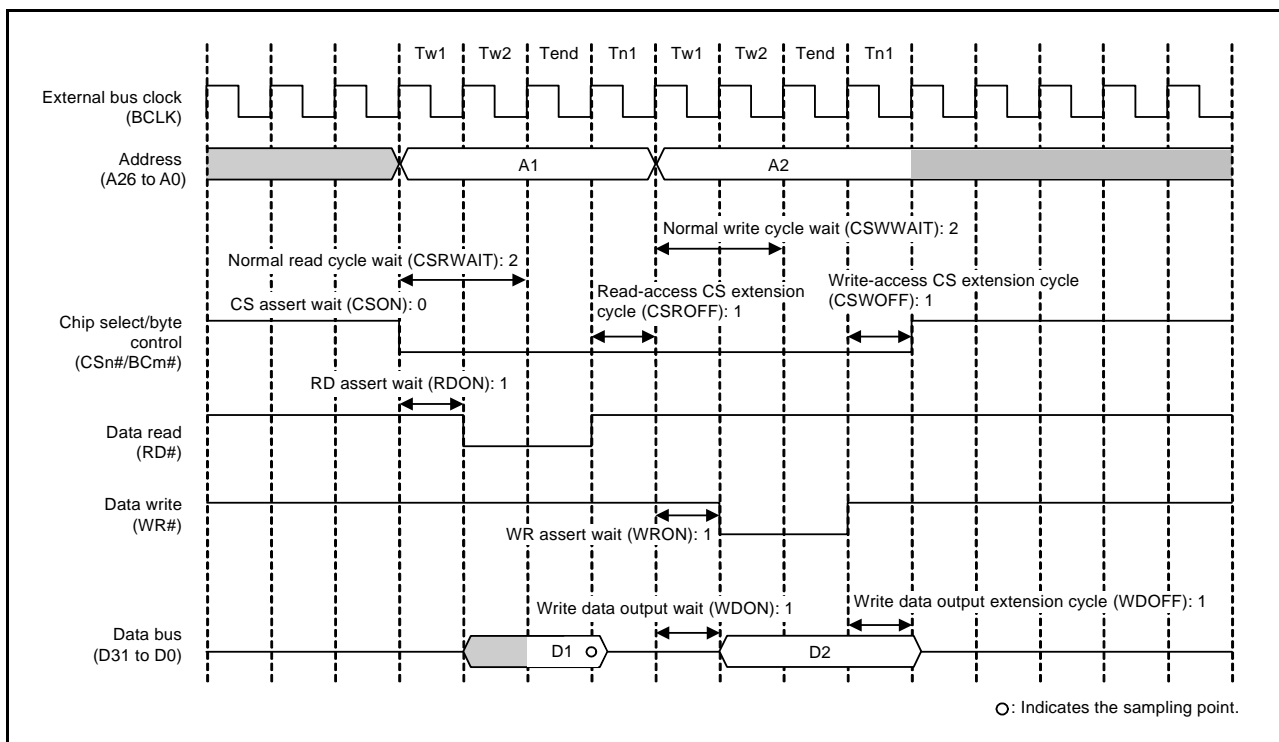 Tw1 Tw2 Tend Tn1 Tw1 Tw2 Tend Tn1
External bus clock
(BCLK)
Address
(A26 to A0)
A1
A2
Normal write cycle wait (CSWWAIT): 2
Normal read cycle wait (CSRWAIT): 2
CS assert wait (CSON): 0
Read-access CS extension
cycle (CSROFF): 1
Write-access CS extension cycle
(CSWOFF): 1
Chip select/byte
control
(CSn#/BCm#)
RD assert wait (RDON): 1
Data read
(RD#)
Data write
(WR#)
WR assert wait (WRON): 1
Write data output wait (WDON): 1
Write data output extension cycle (WDOFF): 1
Data bus
(D31 to D0)
D1
D2
: Indicates the sampling point.